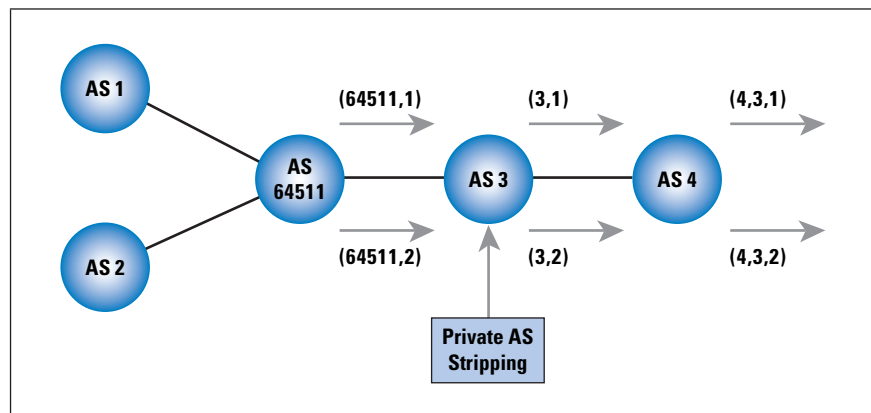 AS 1
(64511,1)
(3,1)
(4,3,1)
AS
64511
AS 3
AS 4
AS 2
(64511,2)
(3,2)
(4,3,2)
Private AS
Stripping